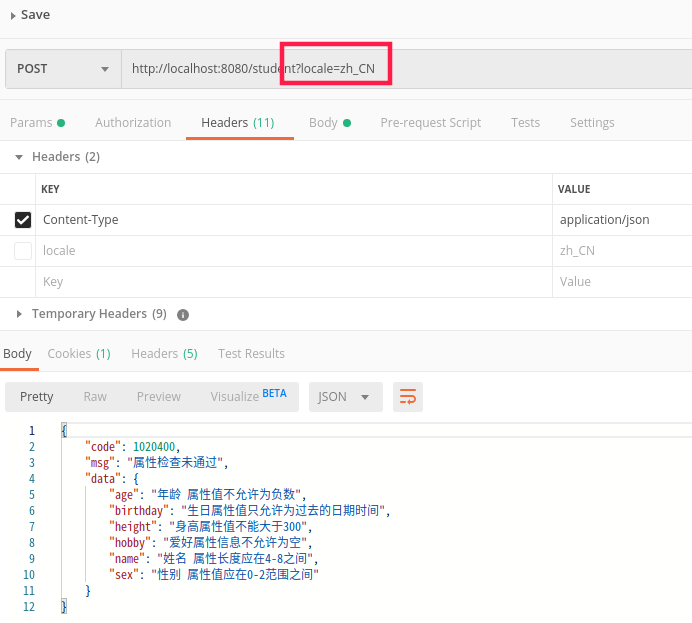 Save
POST http://localhost:8080/student?locale=zh_CN
Params Authorization Headers (11) Body Pre-request Script Tests Settings
Headers (2)
KEY VALUE
Content-Type application/json
locale zh_CN
Key Value
Temporary Headers (9) i
Body Cookies (1) Headers (5) Test Results
Pretty Raw Preview Visualize BETA JSON
1 {
2 "code": 1020400,
3 "msg": "属性检查未通过",
4 "data": {
5 "age": "年龄 属性值不允许为负数",
6 "birthday": "生日属性值只允许为过去的日期时间",
7 "height": "身高属性值不能大于300",
8 "hobby": "爱好属性信息不允许为空",
9 "name": "姓名 属性长度应在4-8之间",
10 "sex": "性别 属性值应在0-2范围之间"
11 }
12 }